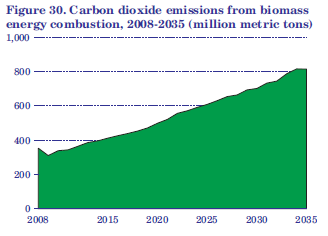 Figure 30. Carbon dioxide emissions from biomass
energy combustion, 2008-2035 (million metric tons)
1,000
800
600
400
200
0
2008 2015 2020 2025 2030 2035